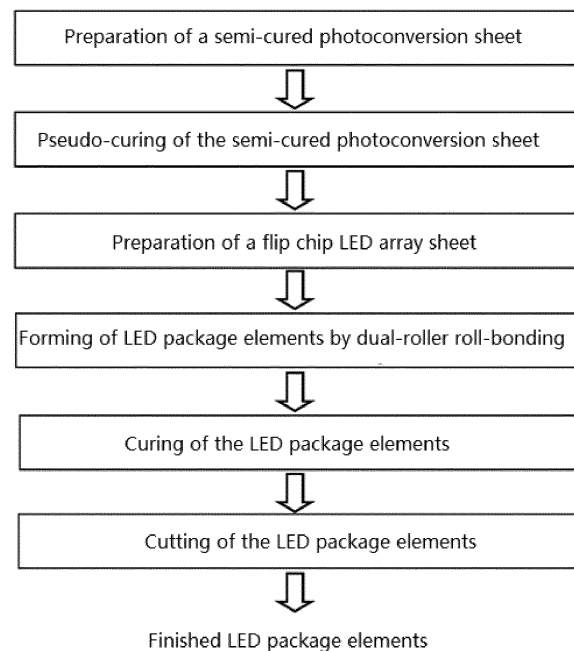 Preparation of a semi-cured photoconversion sheet
Pseudo-curing of the semi-cured photoconversion sheet
Preparation of a flip chip LED array sheet
Forming of LED package elements by dual-roller roll-bonding
Curing of the LED package elements
Cutting of the LED package elements
Finished LED package elements